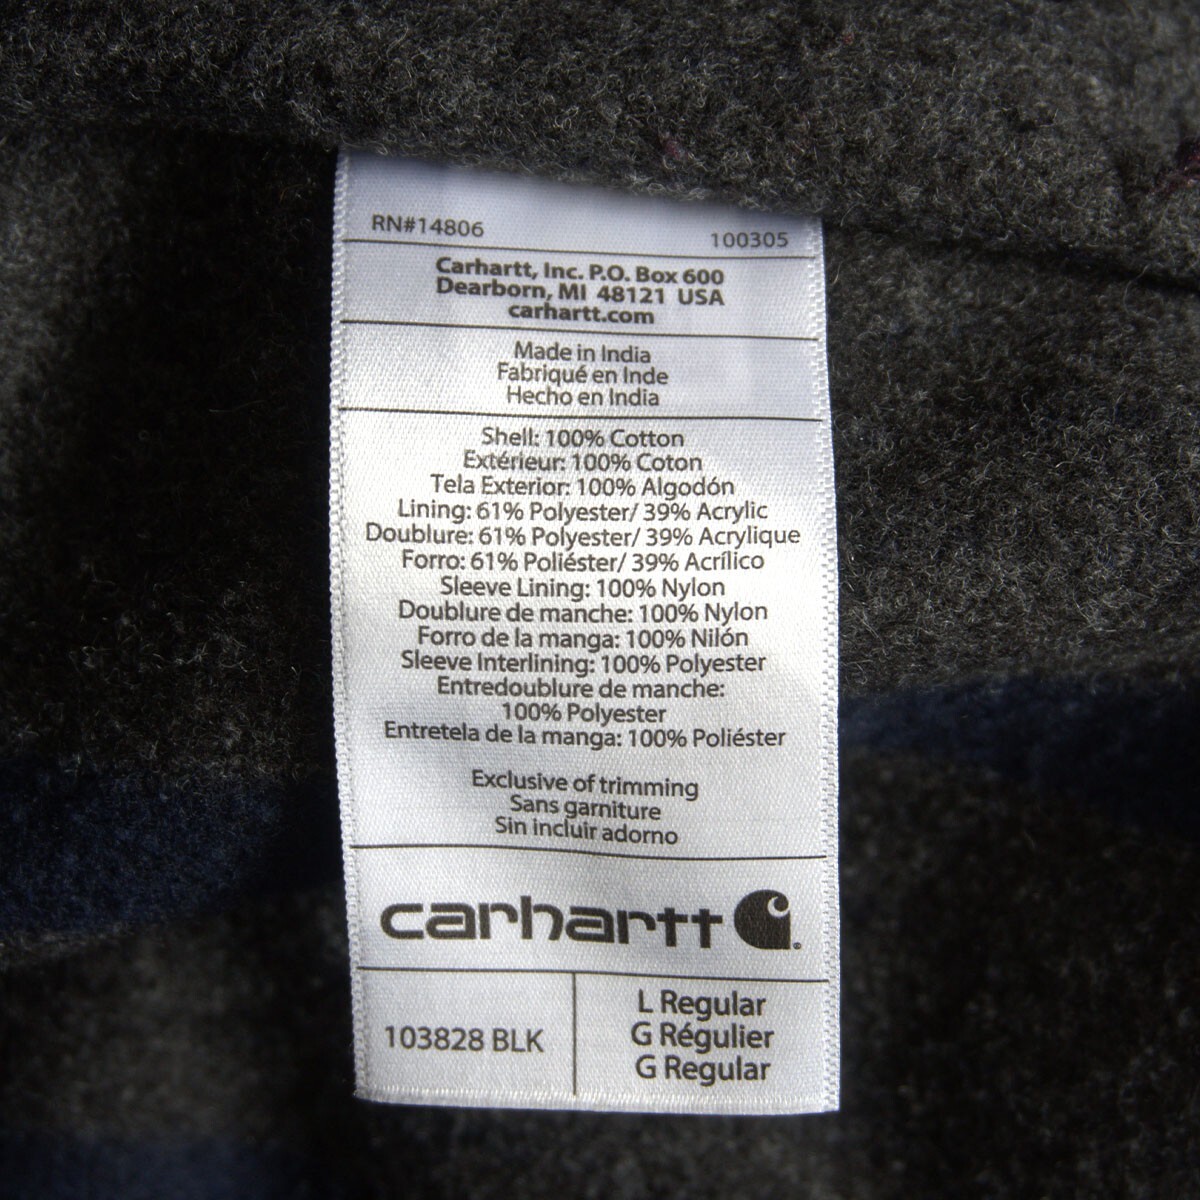 RN#14806 100305
Carhartt, Inc. P.O. Box 600
Dearborn, MI 48121 USA
carhartt.com
Made in India
Fabriqué en Inde
Hecho en India
Shell: 100% Cotton
Extérieur: 100% Coton
Tela Exterior: 100% Algodón
Lining: 61% Polyester/ 39% Acrylic
Doublure: 61% Polyester/ 39% Acrylique
Forro: 61% Poliéster/ 39% Acrílico
Sleeve Lining: 100% Nylon
Doublure de manche: 100% Nylon
Forro de la manga: 100% Nilón
Sleeve Interlining: 100% Polyester
Entredoublure de manche:
100% Polyester
Entretela de la manga: 100% Poliéster
Exclusive of trimming
Sans garniture
Sin incluir adorno
carhartt
103828 BLK
L Regular
G Régulier
G Regular